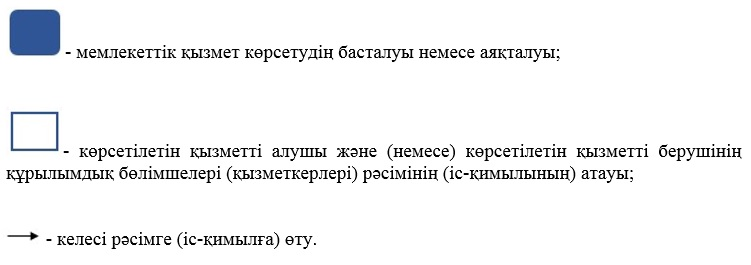 - мемлекеттік қызмет көрсетудің басталуы немесе аяқталуы;
- көрсетілетін қызметті алушы және (немесе) көрсетілетін қызметті берушінің
құрылымдық бөлімшелері (қызметкерлері) рәсімінің (іс-қимылының) атауы;
- келесі рәсімге (іс-қимылға) өту.